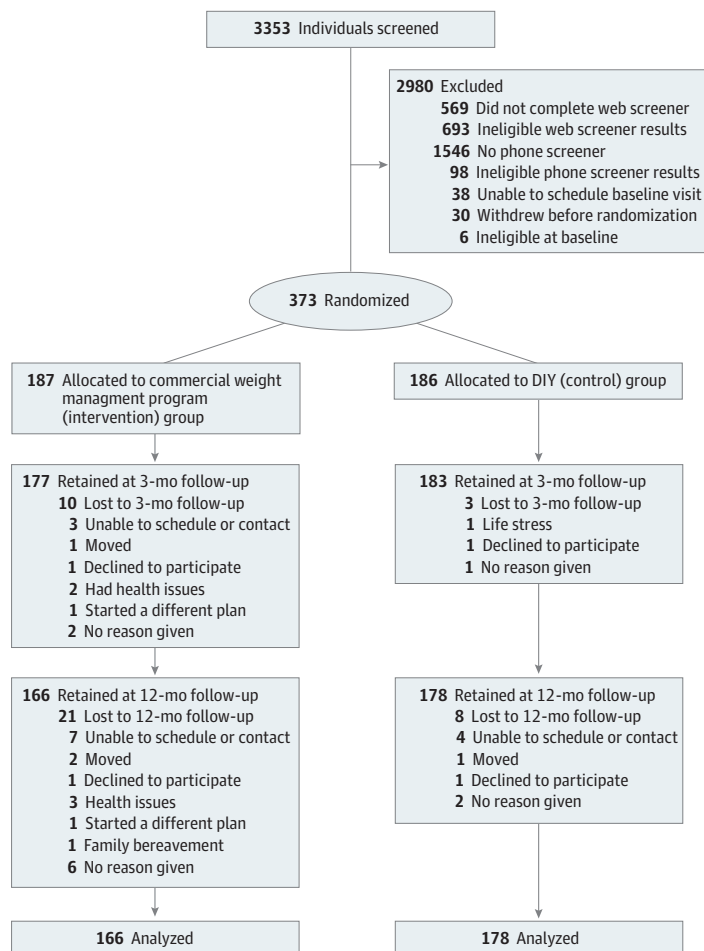 3353 Individuals screened
2980 Excluded
569 Did not complete web screener
693 Ineligible web screener results
1546 No phone screener
98 Ineligible phone screener results
38 Unable to schedule baseline visit
30 Withdrew before randomization
6 Ineligible at baseline
373 Randomized
187 Allocated to commercial weight
managment program
(intervention) group
186 Allocated to DIY (control) group
177 Retained at 3-mo follow-up
10 Lost to 3-mo follow-up
3 Unable to schedule or contact
1 Moved
1 Declined to participate
2 Had health issues
1 Started a different plan
2 No reason given
183 Retained at 3-mo follow-up
3 Lost to 3-mo follow-up
1 Life stress
1 Declined to participate
1 No reason given
166 Retained at 12-mo follow-up
21 Lost to 12-mo follow-up
7 Unable to schedule or contact
2 Moved
1 Declined to participate
3 Health issues
1 Started a different plan
1 Family bereavement
6 No reason given
178 Retained at 12-mo follow-up
8 Lost to 12-mo follow-up
4 Unable to schedule or contact
1 Moved
1 Declined to participate
2 No reason given
166 Analyzed
178 Analyzed